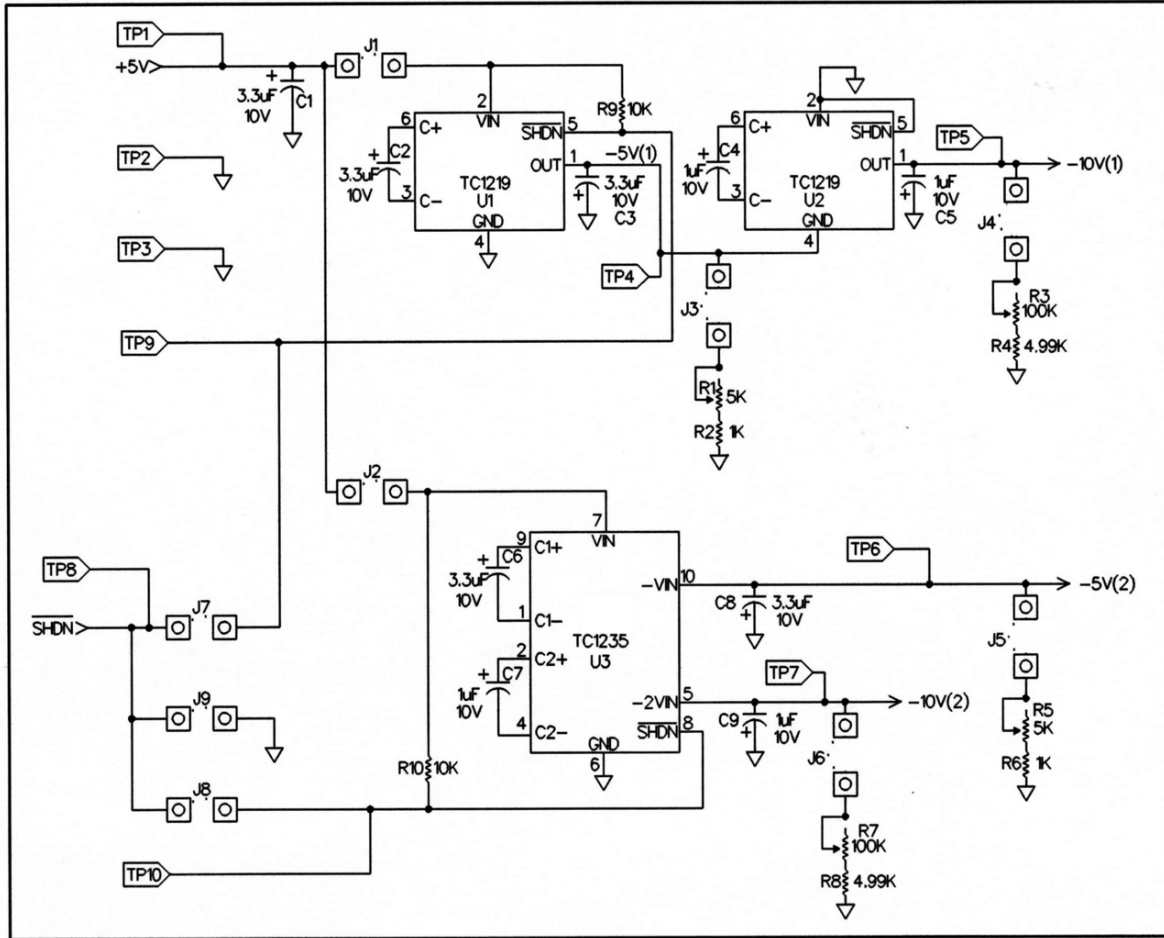 TP1
+5V
J1
3.3uF
10V
+
C1
TP2
TP3
TP9
R9
10K
2
VIN
6
C+
SHDN
5
+
C2
3.3uF
10V
OUT
1
-5V(1)
3
C-
TC1219
U1
GND
4
+
3.3uF
10V
C3
TP4
2
VIN
6
C+
SHDN
5
TP5
+
C4
1uF
10V
OUT
1
-10V(1)
3
C-
TC1219
U2
GND
4
+
1uF
10V
C5
J4
R3
100K
R4
4.99K
J3
R1
5K
R2
1K
J2
7
VIN
9
C1+
+
C6
3.3uF
10V
1
C1-
2
C2+
+
C7
1uF
10V
4
C2-
TC1235
U3
-VIN
10
-2VIN
5
SHDN
8
GND
6
TP6
-5V(2)
C8
+
3.3uF
10V
TP7
-10V(2)
C9
+
1uF
10V
J5
R5
5K
R6
1K
J6
R7
100K
R8
4.99K
TP8
SHDN
J7
J9
J8
R10
10K
TP10